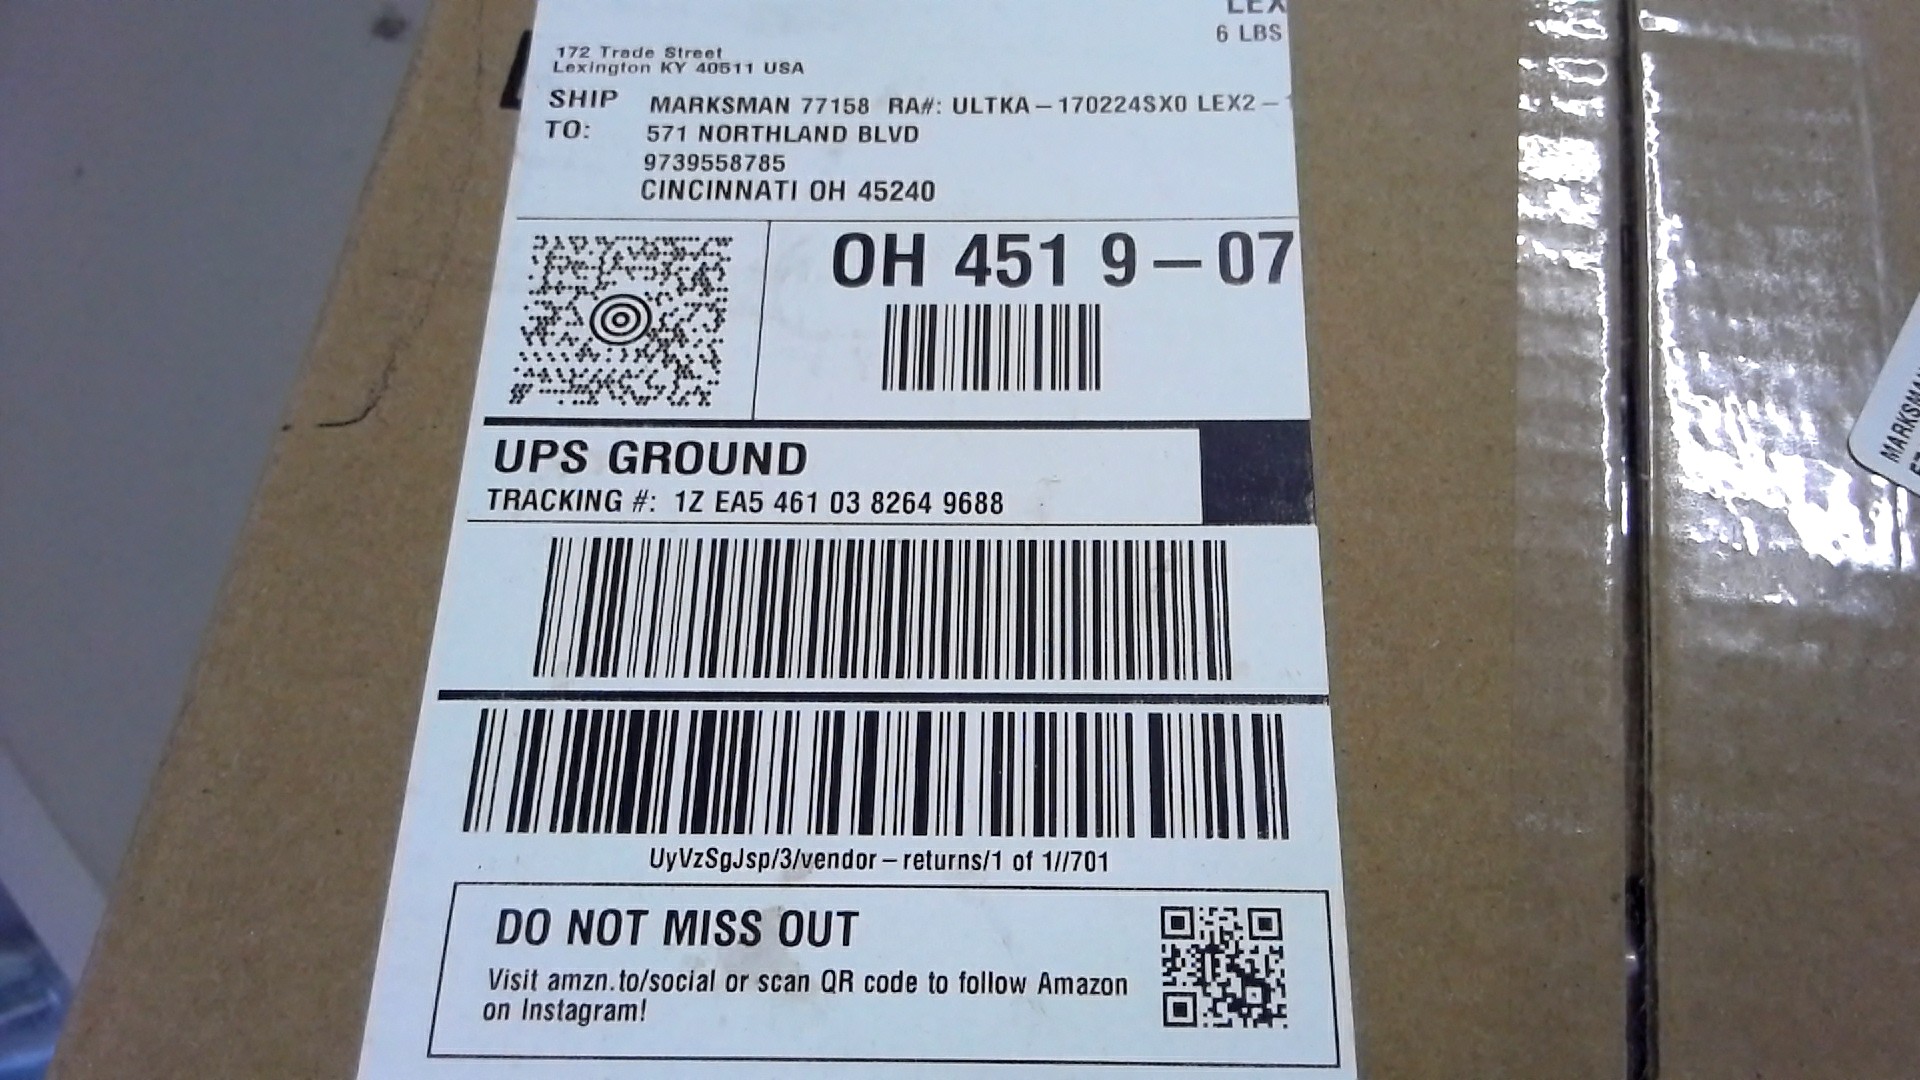 LEX
6 LBS
172 Trade Street
Lexington KY 40511 USA
SHIP TO:
MARKSMAN 77158 RA#: ULTKA-170224SX0 LEX2-
571 NORTHLAND BLVD
9739558785
CINCINNATI OH 45240
OH 451 9-07
UPS GROUND
TRACKING #: 1Z EA5 461 03 8264 9688
UyVzSgJsp/3/vendor-returns/1 of 1//701
DO NOT MISS OUT
Visit amzn.to/social or scan QR code to follow Amazon
on Instagram!
MARKSMAN